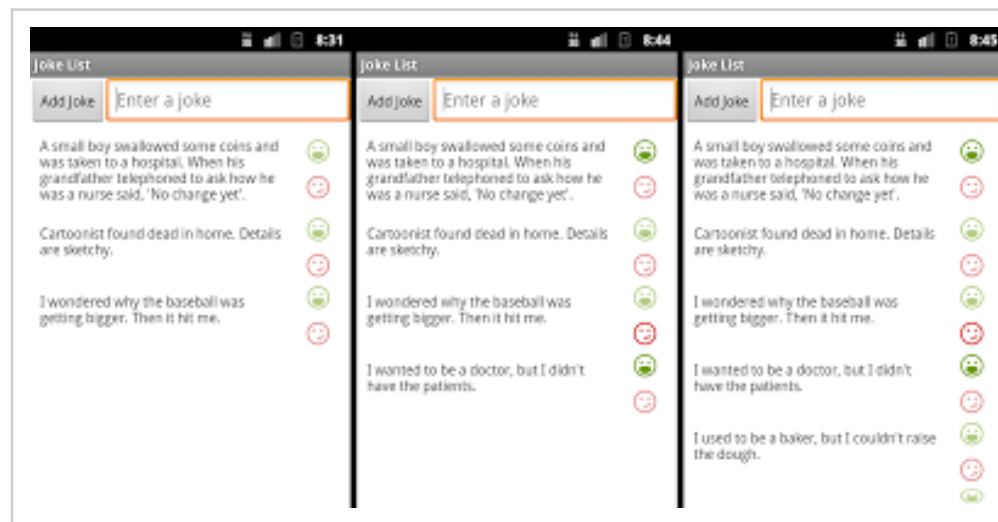 8:31
Joke List
Add Joke
Enter a joke
A small boy swallowed some coins and
was taken to a hospital. When his
grandfather telephoned to ask how he
was a nurse said, 'No change yet'.
Cartoonist found dead in home. Details
are sketchy.
I wondered why the baseball was
getting bigger. Then it hit me.
8:44
Joke List
Add Joke
Enter a joke
A small boy swallowed some coins and
was taken to a hospital. When his
grandfather telephoned to ask how he
was a nurse said, 'No change yet'.
Cartoonist found dead in home. Details
are sketchy.
I wondered why the baseball was
getting bigger. Then it hit me.
I wanted to be a doctor, but I didn't
have the patients.
8:45
Joke List
Add Joke
Enter a joke
A small boy swallowed some coins and
was taken to a hospital. When his
grandfather telephoned to ask how he
was a nurse said, 'No change yet'.
Cartoonist found dead in home. Details
are sketchy.
I wondered why the baseball was
getting bigger. Then it hit me.
I wanted to be a doctor, but I didn't
have the patients.
I used to be a baker, but I couldn't raise
the dough.